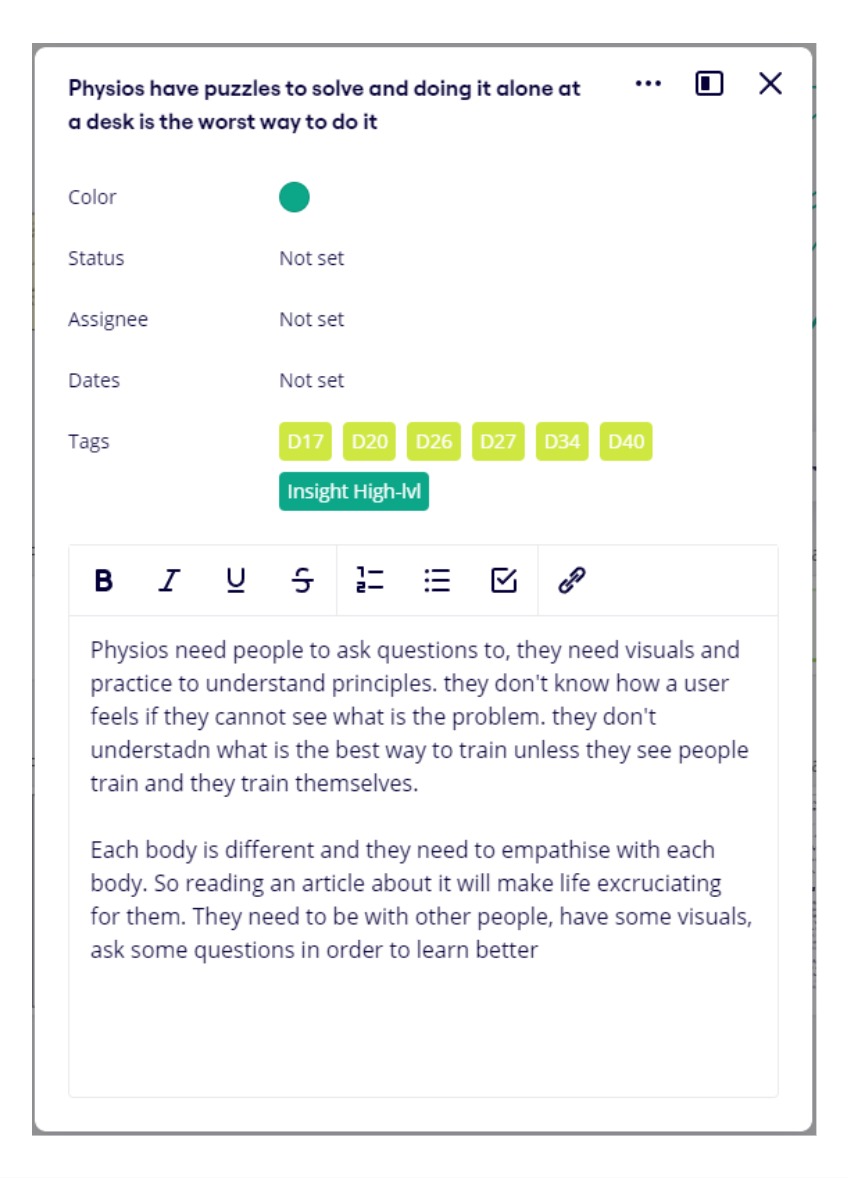 Physios have puzzles to solve and doing it alone at
a desk is the worst way to do it
Color
Status Not set
Assignee Not set
Dates Not set
Tags D17 D20 D26 D27 D34 D40
Insight High-lvl
B I U S
Physios need people to ask questions to, they need visuals and
practice to understand principles. they don't know how a user
feels if they cannot see what is the problem. they don't
understadn what is the best way to train unless they see people
train and they train themselves.
Each body is different and they need to empathise with each
body. So reading an article about it will make life excruciating
for them. They need to be with other people, have some visuals,
ask some questions in order to learn better